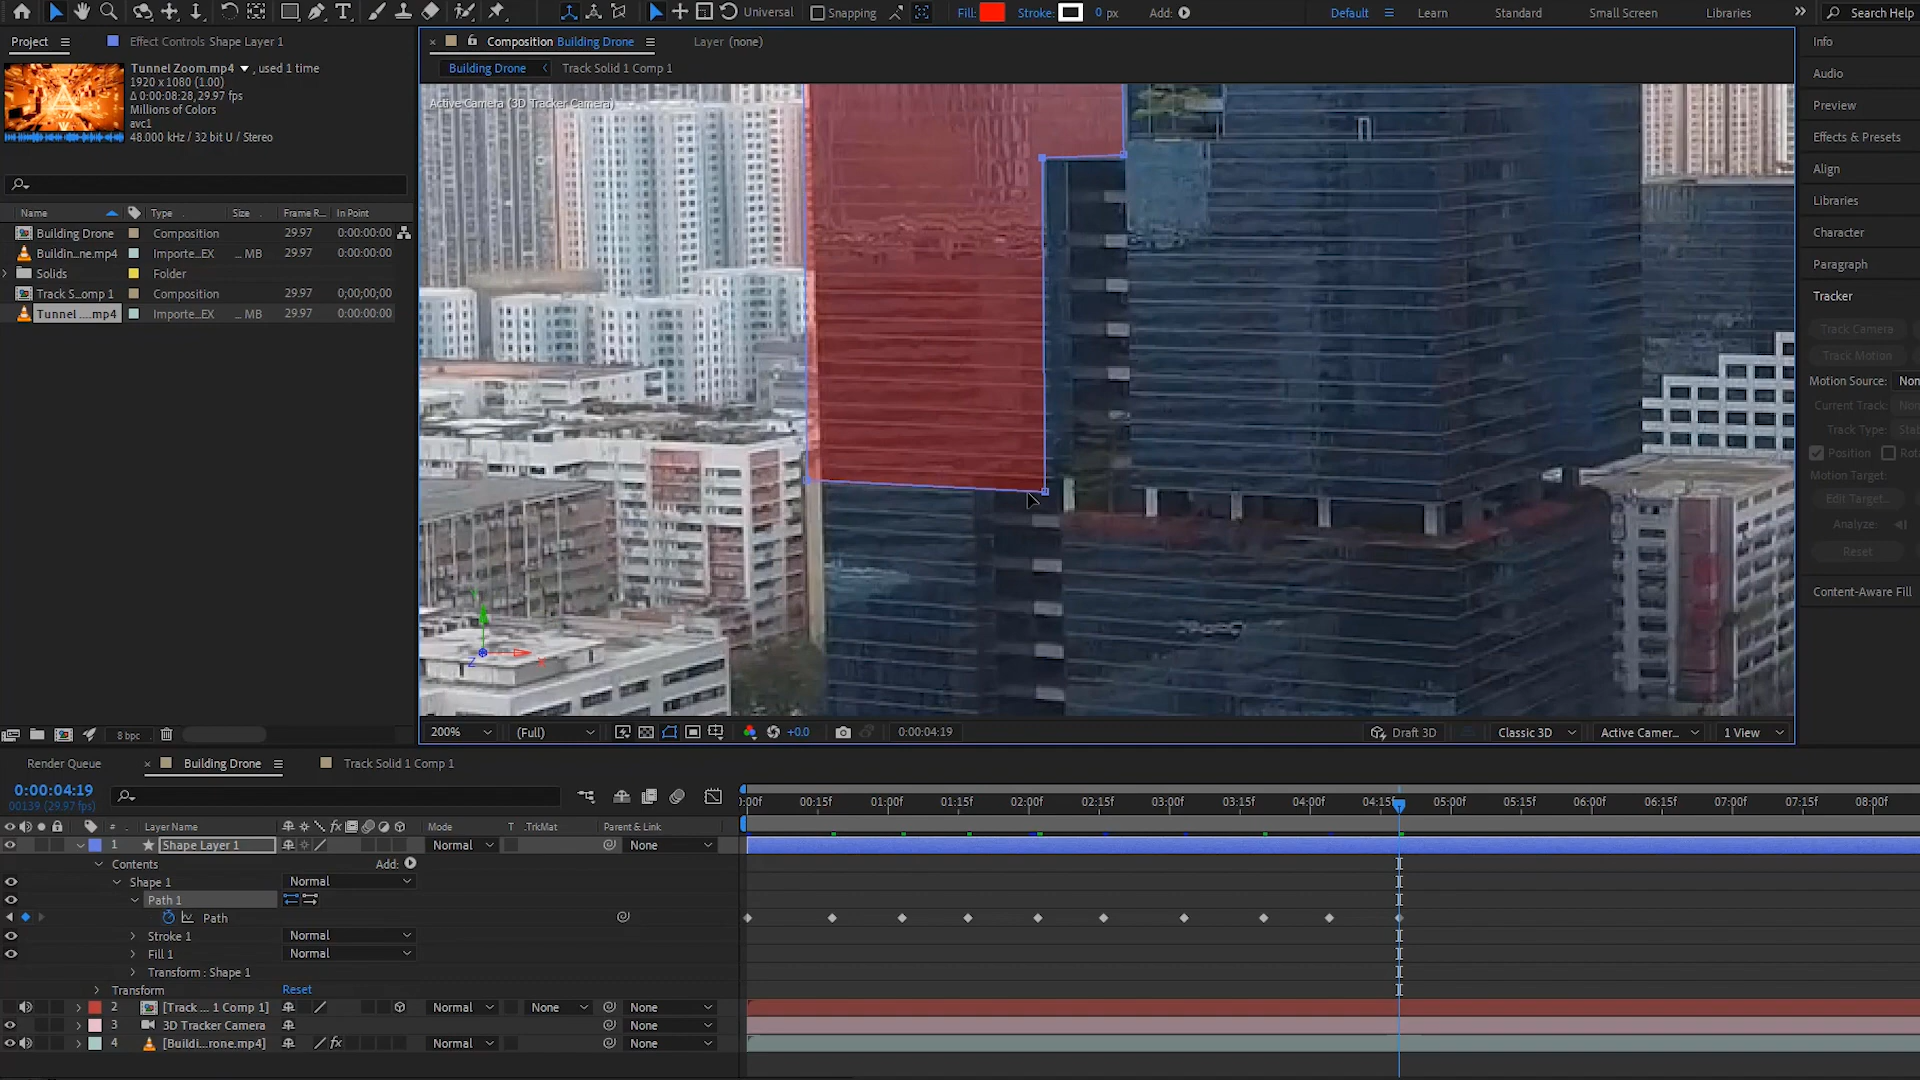 Universal
Snapping
Fill:
Stroke:
0 px
Add:
Default
Learn
Standard
Small Screen
Libraries
Search Help
Project
Effect Controls Shape Layer 1
Composition Building Drone
Layer (none)
Building Drone
Track Solid 1 Comp 1
Tunnel Zoom.mp4 , used 1 time
1920 x 1080 (1.00)
Δ 0:00:08:28, 29.97 fps
Millions of Colors
avc1
48.000 kHz / 32 bit U / Stereo
Active Camera (3D Tracker Camera)
Name
Type
Size
Frame R...
In Point
Building Drone
Composition
29.97
0:00:00:00
Buildin...ne.mp4
Importe...EX
... MB
29.97
0:00:00:00
Solids
Folder
Track S...omp 1
Composition
29.97
0;00;00;00
Tunnel ....mp4
Importe...EX
... MB
29.97
0:00:00:00
Info
Audio
Preview
Effects & Presets
Align
Libraries
Character
Paragraph
Tracker
Track Camera
Track Motion
Motion Source: Non
Current Track: Non
Track Type: Stab
Position
Rota
Motion Target:
Edit Target...
Analyze:
Reset
Content-Aware Fill
X
Z
8 bpc
200%
(Full)
+0.0
0:00:04:19
Draft 3D
Classic 3D
Active Camer...
1 View
Render Queue
Building Drone
Track Solid 1 Comp 1
0:00:04:19
00139 (29.97 fps)
:00f
00:15f
01:00f
01:15f
02:00f
02:15f
03:00f
03:15f
04:00f
04:15f
05:00f
05:15f
06:00f
06:15f
07:00f
07:15f
08:00f
#
Layer Name
fx
Mode
T
.TrkMat
Parent & Link
1
Shape Layer 1
Normal
None
Contents
Add:
Shape 1
Normal
Path 1
Path
Stroke 1
Normal
Fill 1
Normal
Transform : Shape 1
Transform
Reset
2
[Track ... 1 Comp 1]
Normal
None
None
3
3D Tracker Camera
None
4
[Buildi...rone.mp4]
fx
Normal
None